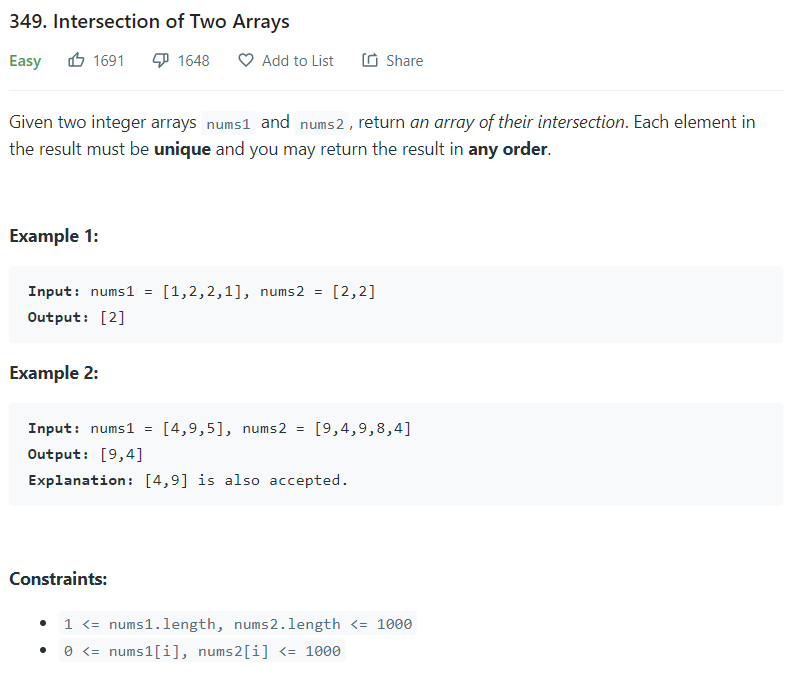 349. Intersection of Two Arrays
Easy 1691 1648 Add to List Share
Given two integer arrays nums1 and nums2, return an array of their intersection. Each element in
the result must be unique and you may return the result in any order.
Example 1:
Input: nums1 = [1,2,2,1], nums2 = [2,2]
Output: [2]
Example 2:
Input: nums1 = [4,9,5], nums2 = [9,4,9,8,4]
Output: [9,4]
Explanation: [4,9] is also accepted.
Constraints:
• 1 <= nums1.length, nums2.length <= 1000
• 0 <= nums1[i], nums2[i] <= 1000